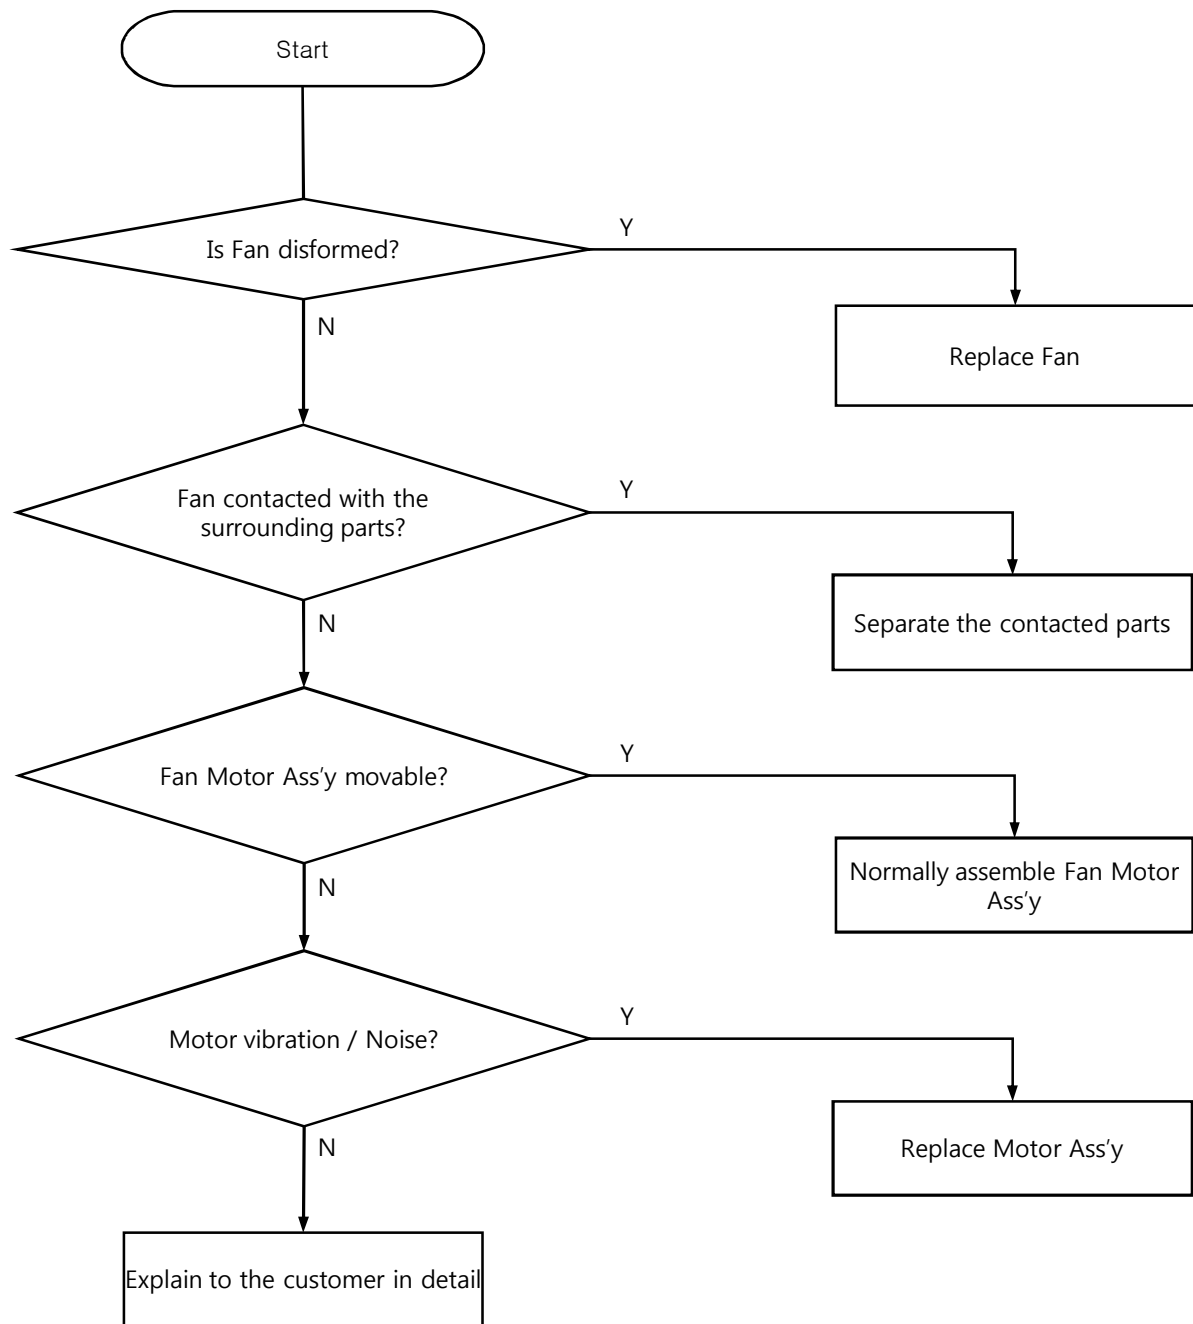 Start
Is Fan disformed?
Y
N
Replace Fan
Fan contacted with the
surrounding parts?
Y
N
Separate the contacted parts
Fan Motor Ass'y movable?
Y
N
Normally assemble Fan Motor
Ass'y
Motor vibration / Noise?
Y
N
Replace Motor Ass'y
Explain to the customer in detail